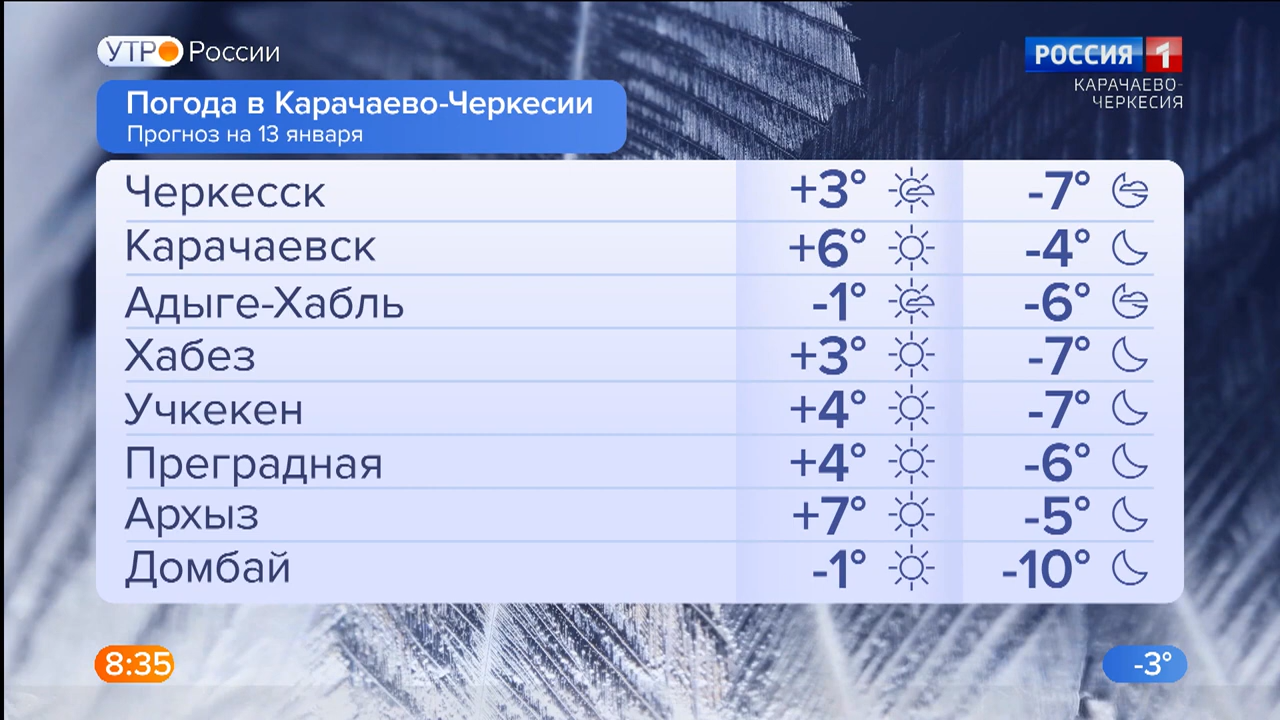 УТРО России
РОССИЯ 1
КАРАЧАЕВО-
ЧЕРКЕСИЯ
Погода в Карачаево-Черкесии
Прогноз на 13 января
Черкесск +3° -7°
Карачаевск +6° -4°
Адыге-Хабль -1° -6°
Хабез +3° -7°
Учкекен +4° -7°
Преградная +4° -6°
Архыз +7° -5°
Домбай -1° -10°
8:35 -3°